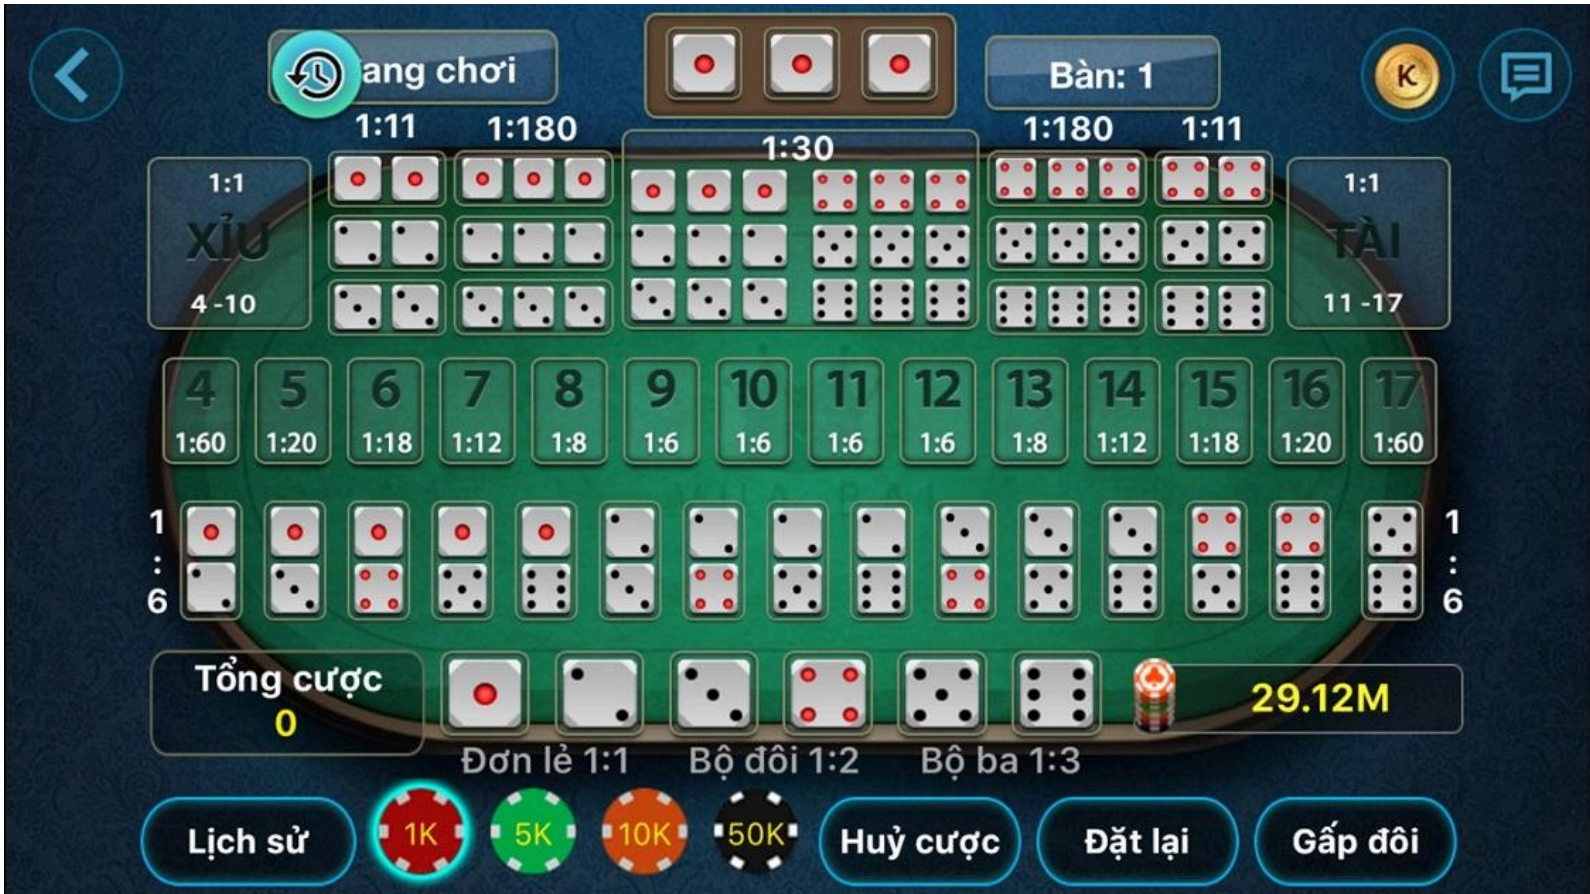 ang chơi
Bàn: 1
K
1:11
1:180
1:30
1:180
1:11
1:1
XỈU
4 -10
1:1
TÀI
11 -17
4 5 6 7 8 9 10 11 12 13 14 15 16 17
1:60 1:20 1:18 1:12 1:8 1:6 1:6 1:6 1:6 1:8 1:12 1:18 1:20 1:60
1
:
6
1
:
6
Tổng cược
0
29.12M
Đơn lẻ 1:1
Bộ đôi 1:2
Bộ ba 1:3
Lịch sử
1K
5K
10K
50K
Huỷ cược
Đặt lại
Gấp đôi